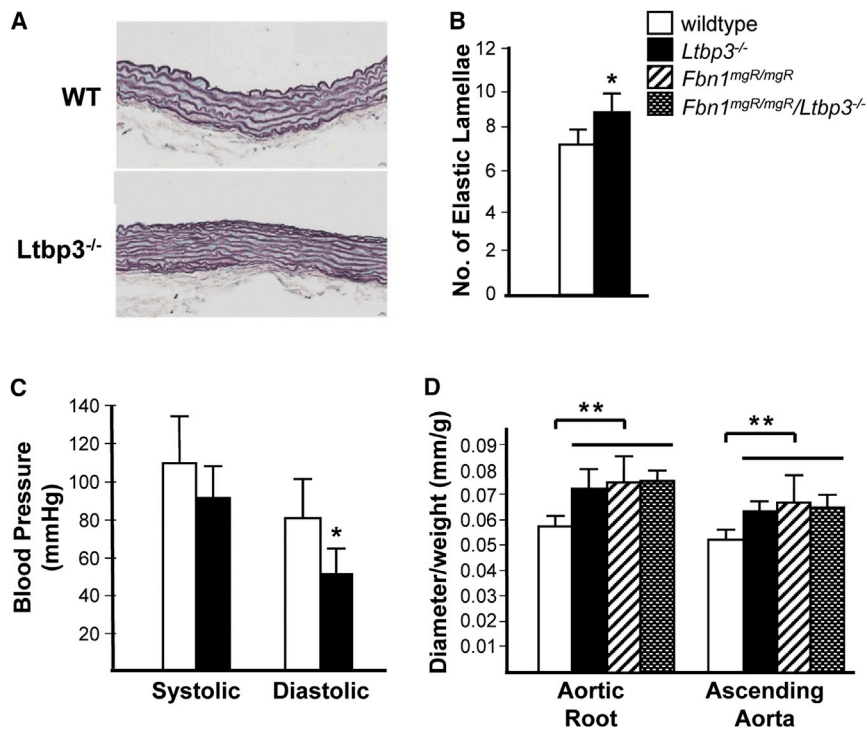 A
WT
Ltbp3-/-
B
wildtype
Ltbp3-/-
Fbn1mgR/mgR
Fbn1mgR/mgR/Ltbp3-/-
No. of Elastic Lamellae
12
10
8
6
4
2
0
*
C
Blood Pressure
(mmHg)
140
120
100
80
60
40
20
*
Systolic
Diastolic
D
Diameter/weight (mm/g)
0.09
0.08
0.07
0.06
0.05
0.04
0.03
0.02
0.01
**
**
Aortic
Root
Ascending
Aorta